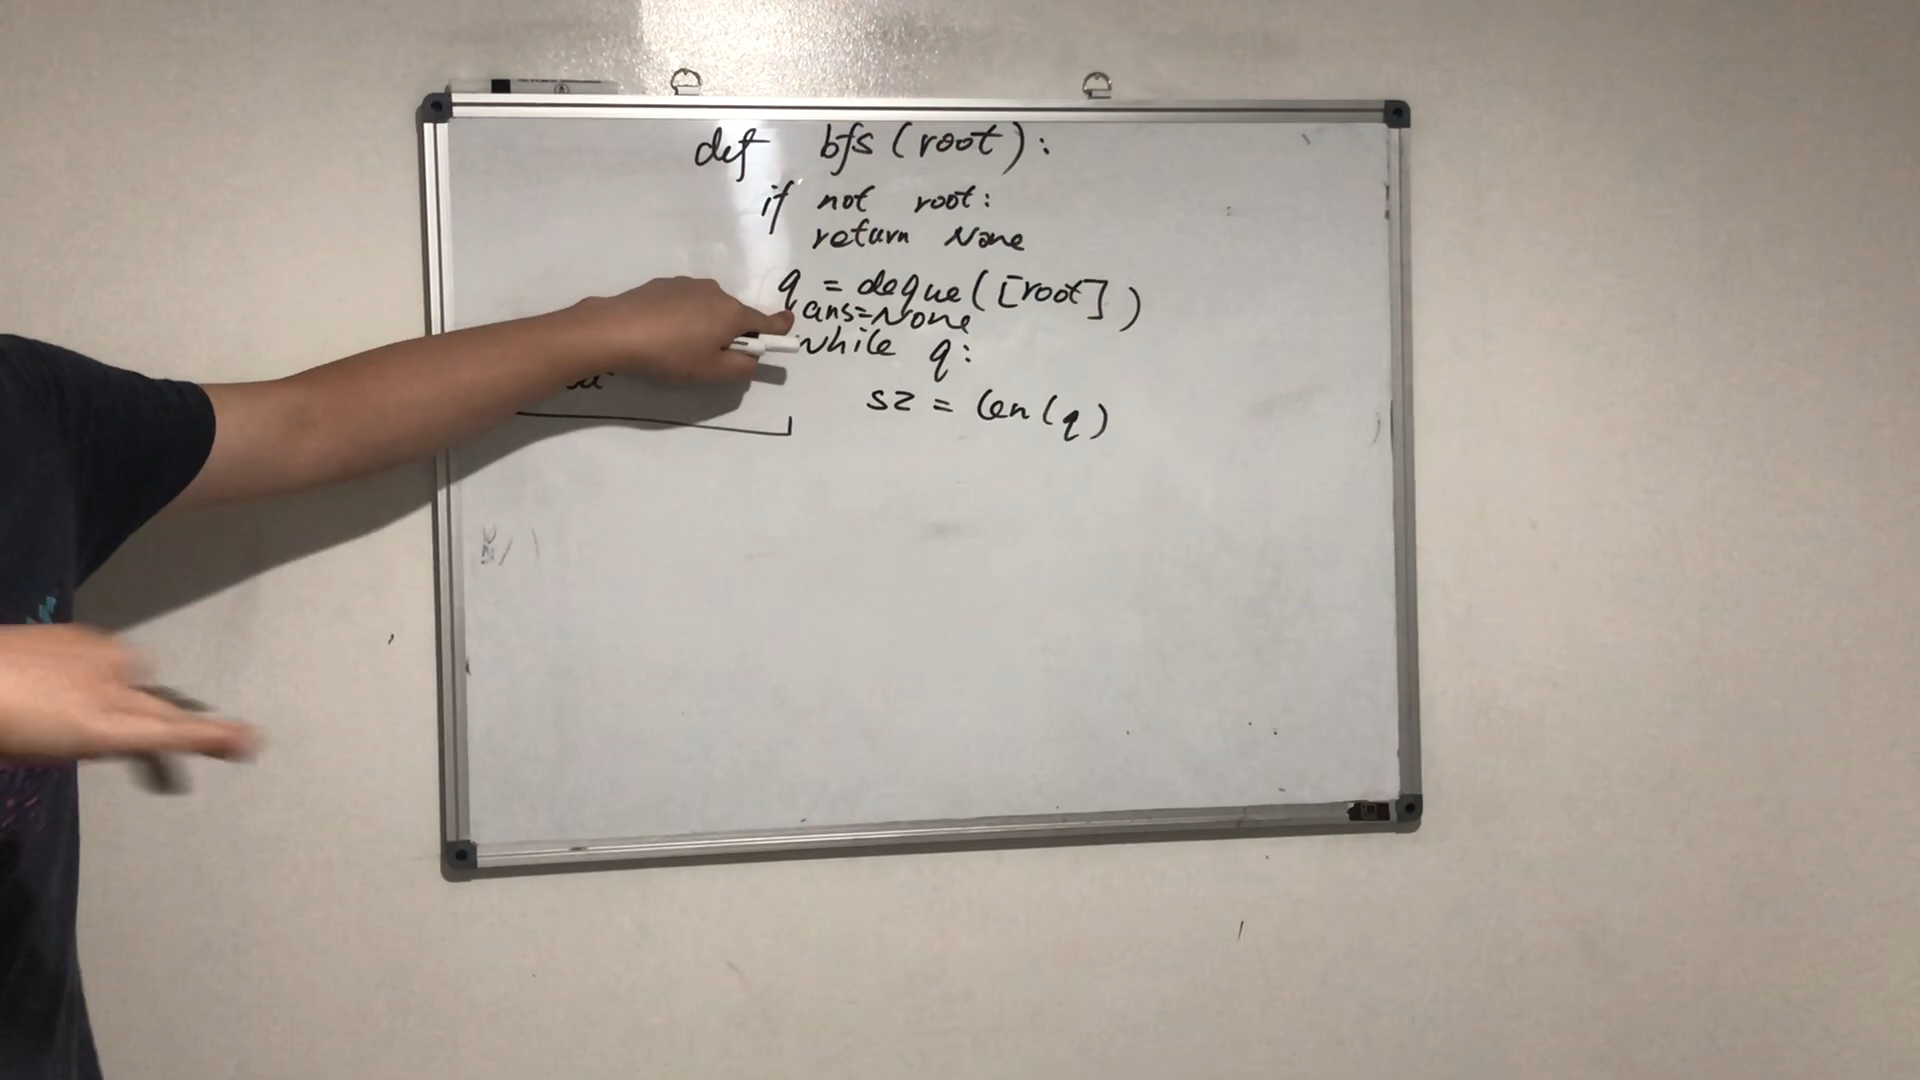 def bfs (root):
if not root:
return None
q = deque([root])
ans=None
while q:
sz = len(q)